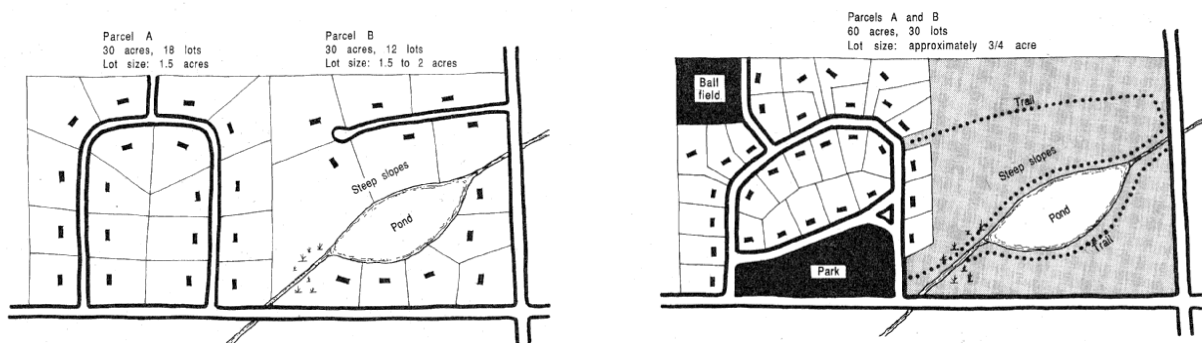 Parcel A
30 acres, 18 lots
Lot size: 1.5 acres
Parcel B
30 acres, 12 lots
Lot size: 1.5 to 2 acres
Steep slopes
Pond
Parcels A and B
60 acres, 30 lots
Lot size: approximately 3/4 acre
Ball
field
Trail
Steep slopes
Pond
Trail
Park